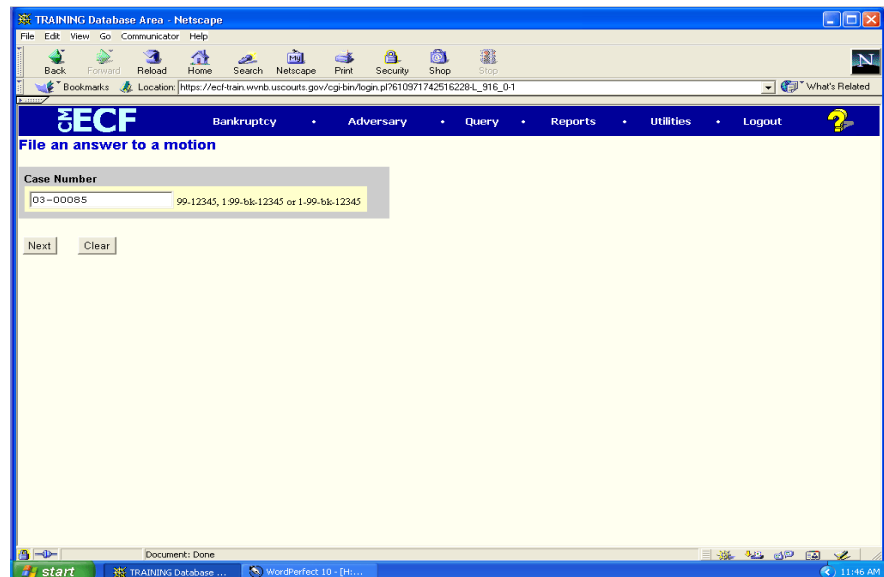 TRAINING Database Area - Netscape
File Edit View Go Communicator Help
Back Forward Reload Home Search Netscape Print Security Shop Stop
N
Bookmarks Location: https://ecf-train.wvnb.uscourts.gov/cgi-bin/login.pl?610971742516228-L_916_0-1 What's Related
CM ECF Bankruptcy • Adversary • Query • Reports • Utilities • Logout ?
File an answer to a motion
Case Number
03-00085 99-12345, 1:99-bk-12345 or 1-99-bk-12345
Next Clear
Document: Done
start TRAINING Database ... WordPerfect 10 - [H:... 11:46 AM